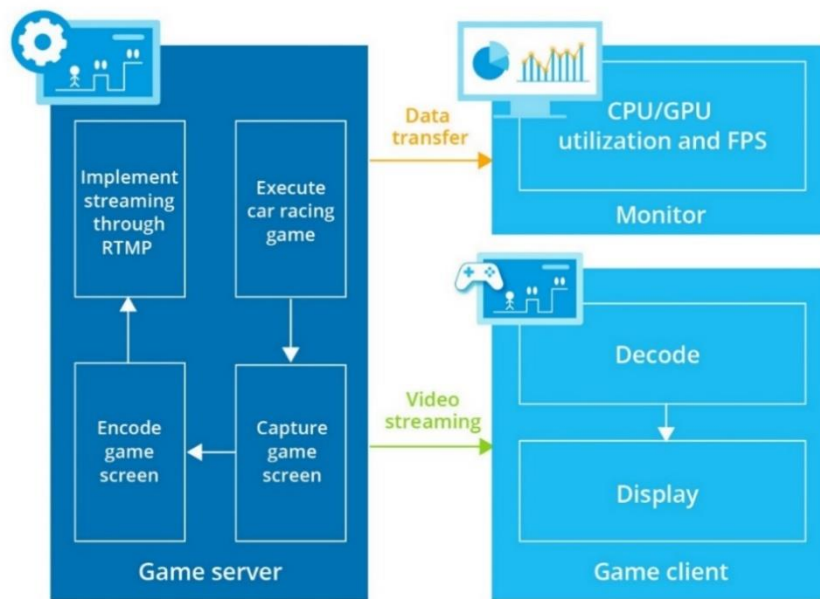 Implement
streaming
through
RTMP
Execute
car racing
game
Encode
game
screen
Capture
game
screen
Game server
Data
transfer
Video
streaming
CPU/GPU
utilization and FPS
Monitor
Decode
Display
Game client